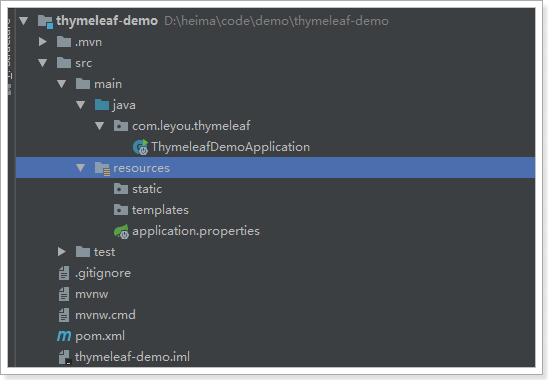 thymeleaf-demo D:\heima\code\demo\thymeleaf-demo
.mvn
src
main
java
com.leyou.thymeleaf
ThymeleafDemoApplication
resources
static
templates
application.properties
test
.gitignore
mvnw
mvnw.cmd
pom.xml
thymeleaf-demo.iml